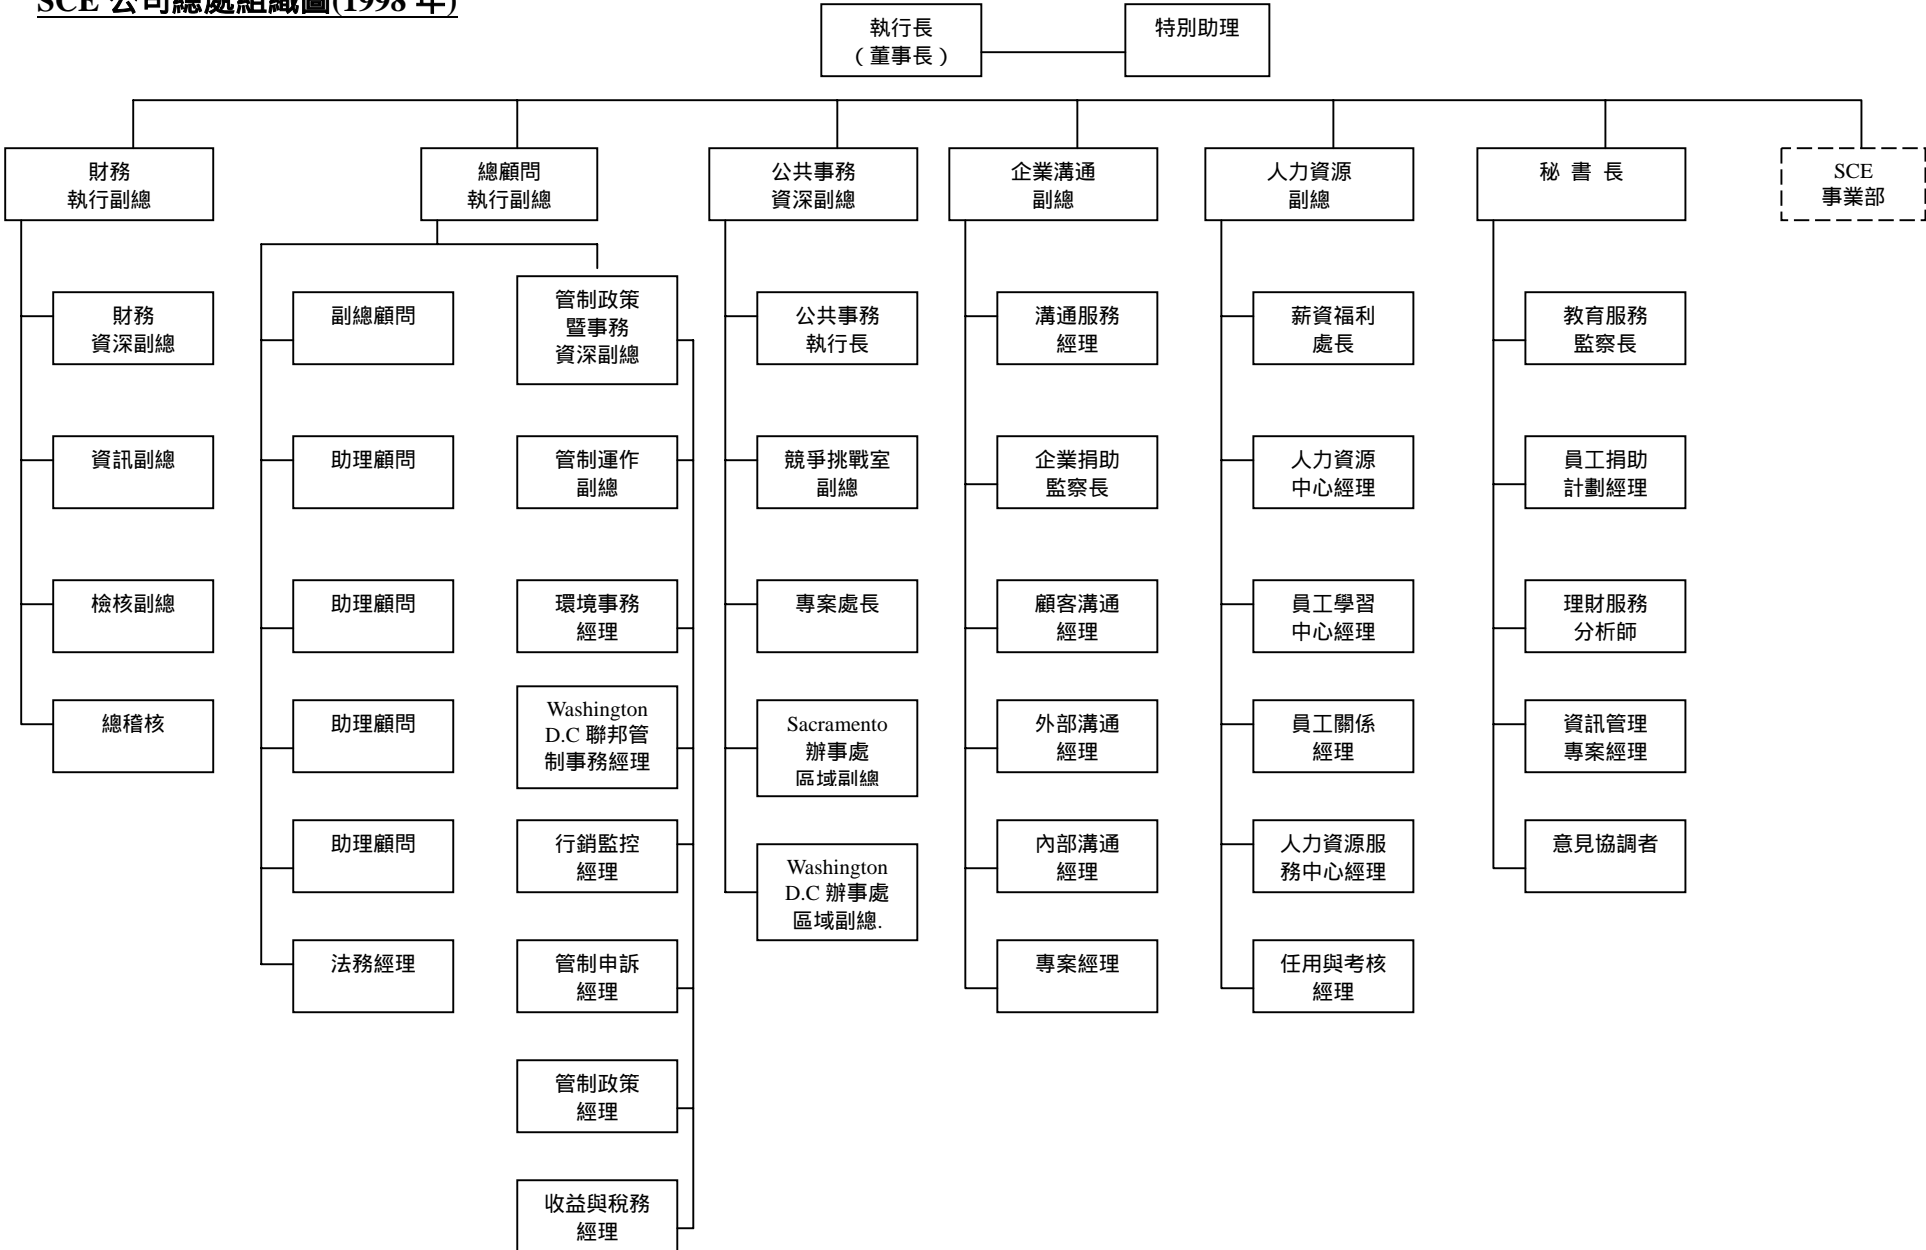 SCE 公司總處組織圖(1998 年)
執行長
（董事長）
特別助理
財務
執行副總
總顧問
執行副總
公共事務
資深副總
企業溝通
副總
人力資源
副總
秘 書 長
SCE
事業部
財務
資深副總
資訊副總
檢核副總
總稽核
副總顧問
助理顧問
助理顧問
助理顧問
助理顧問
法務經理
管制政策
暨事務
資深副總
管制運作
副總
環境事務
經理
Washington
D.C 聯邦管
制事務經理
行銷監控
經理
管制申訴
經理
管制政策
經理
收益與稅務
經理
公共事務
執行長
競爭挑戰室
副總
專案處長
Sacramento
辦事處
區域副總
Washington
D.C 辦事處
區域副總.
溝通服務
經理
企業捐助
監察長
顧客溝通
經理
外部溝通
經理
內部溝通
經理
專案經理
薪資福利
處長
人力資源
中心經理
員工學習
中心經理
員工關係
經理
人力資源服
務中心經理
任用與考核
經理
教育服務
監察長
員工捐助
計劃經理
理財服務
分析師
資訊管理
專案經理
意見協調者